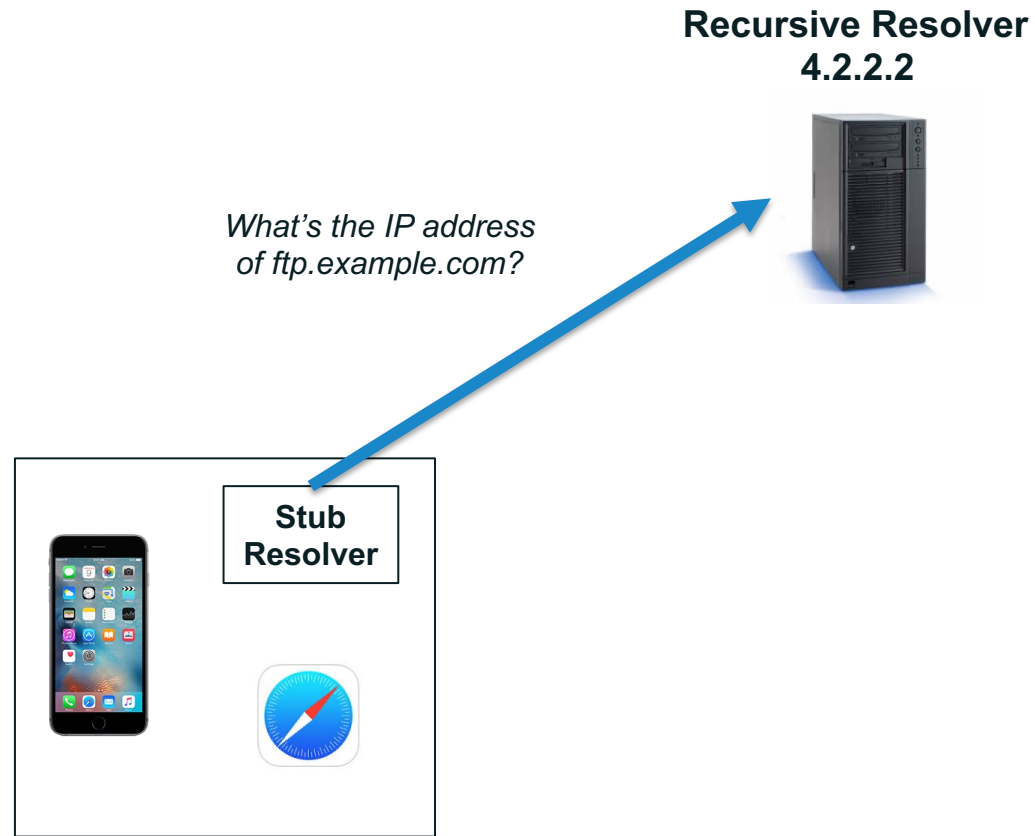 Recursive Resolver
4.2.2.2
What's the IP address
of ftp.example.com?
Stub
Resolver